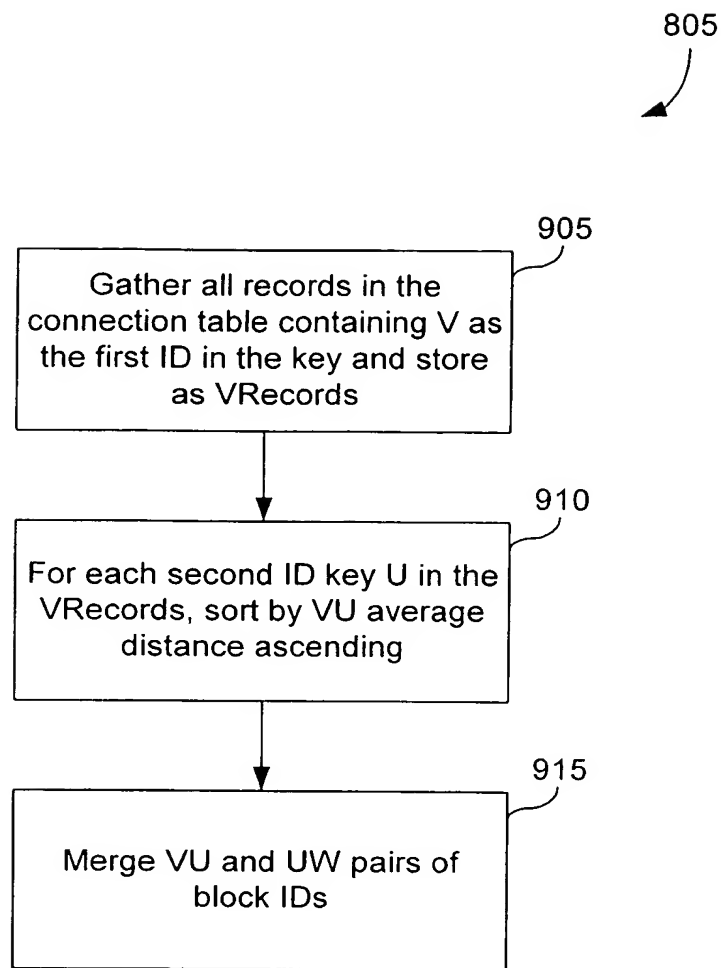 805
905
Gather all records in the
connection table containing V as
the first ID in the key and store
as VRecords
910
For each second ID key U in the
VRecords, sort by VU average
distance ascending
915
Merge VU and UW pairs of
block IDs